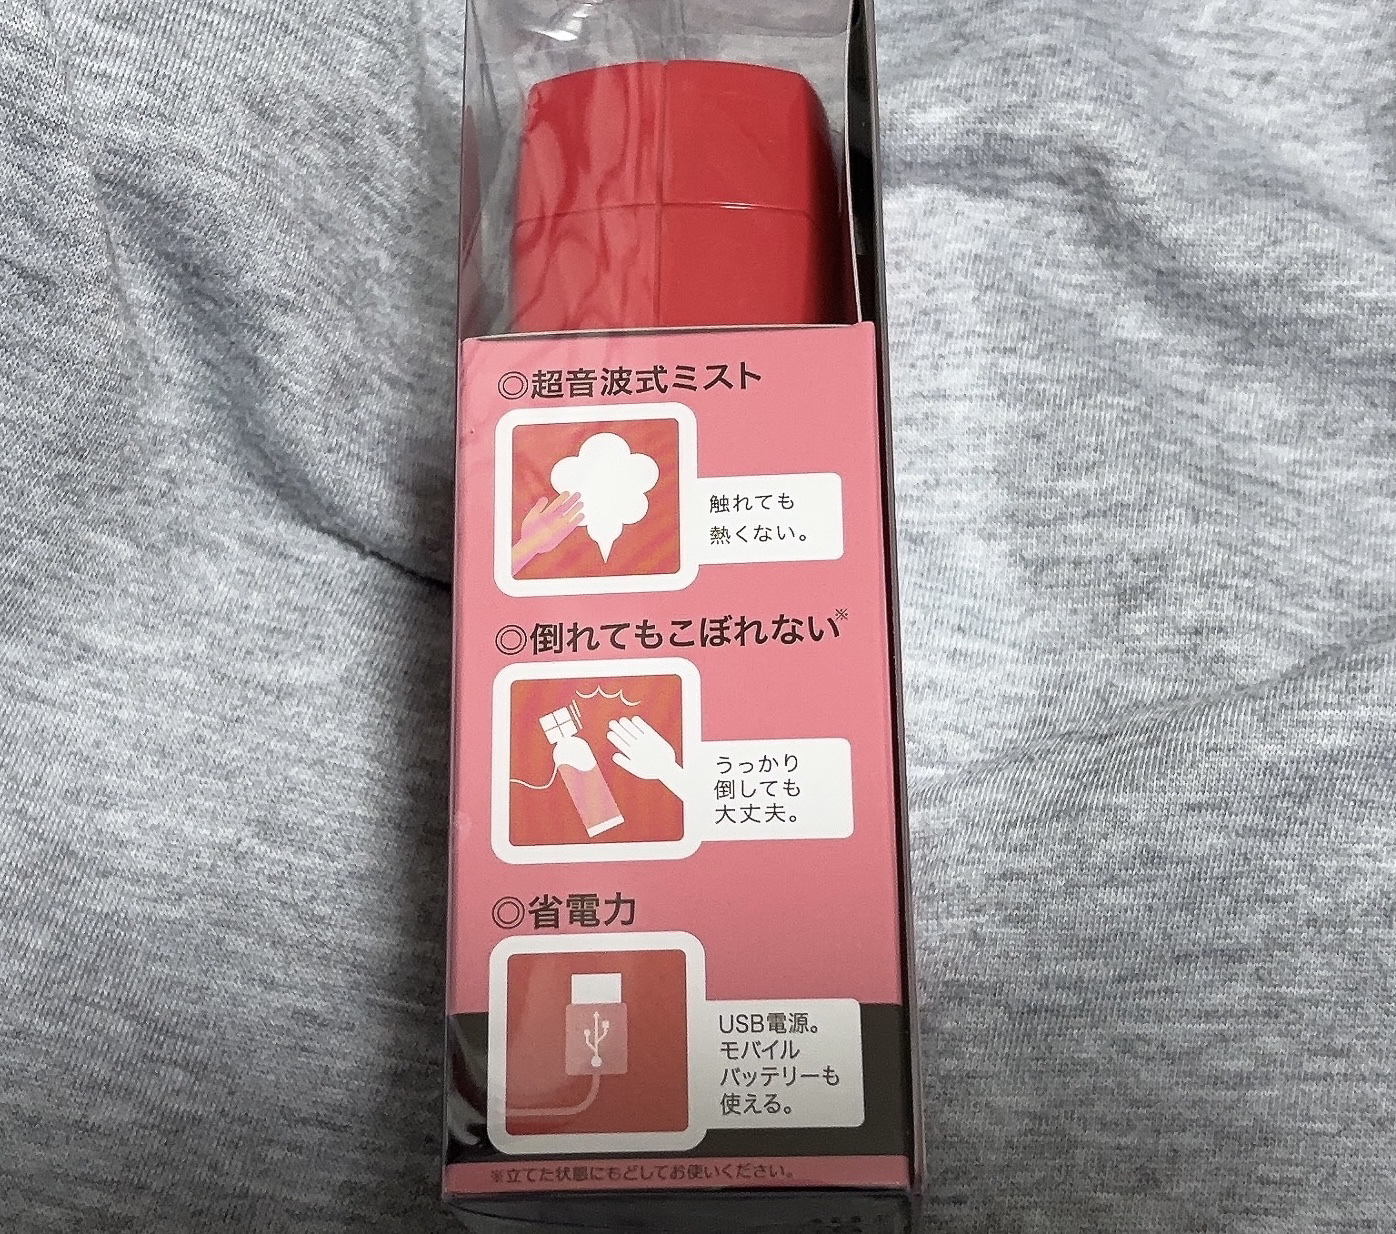 ◎超音波式ミスト
触れても
熱くない。
◎倒れてもこぼれない※
うっかり
倒しても
大丈夫。
◎省電力
USB電源。
モバイル
バッテリーも
使える。
※立てた状態にもどしてお使いください。